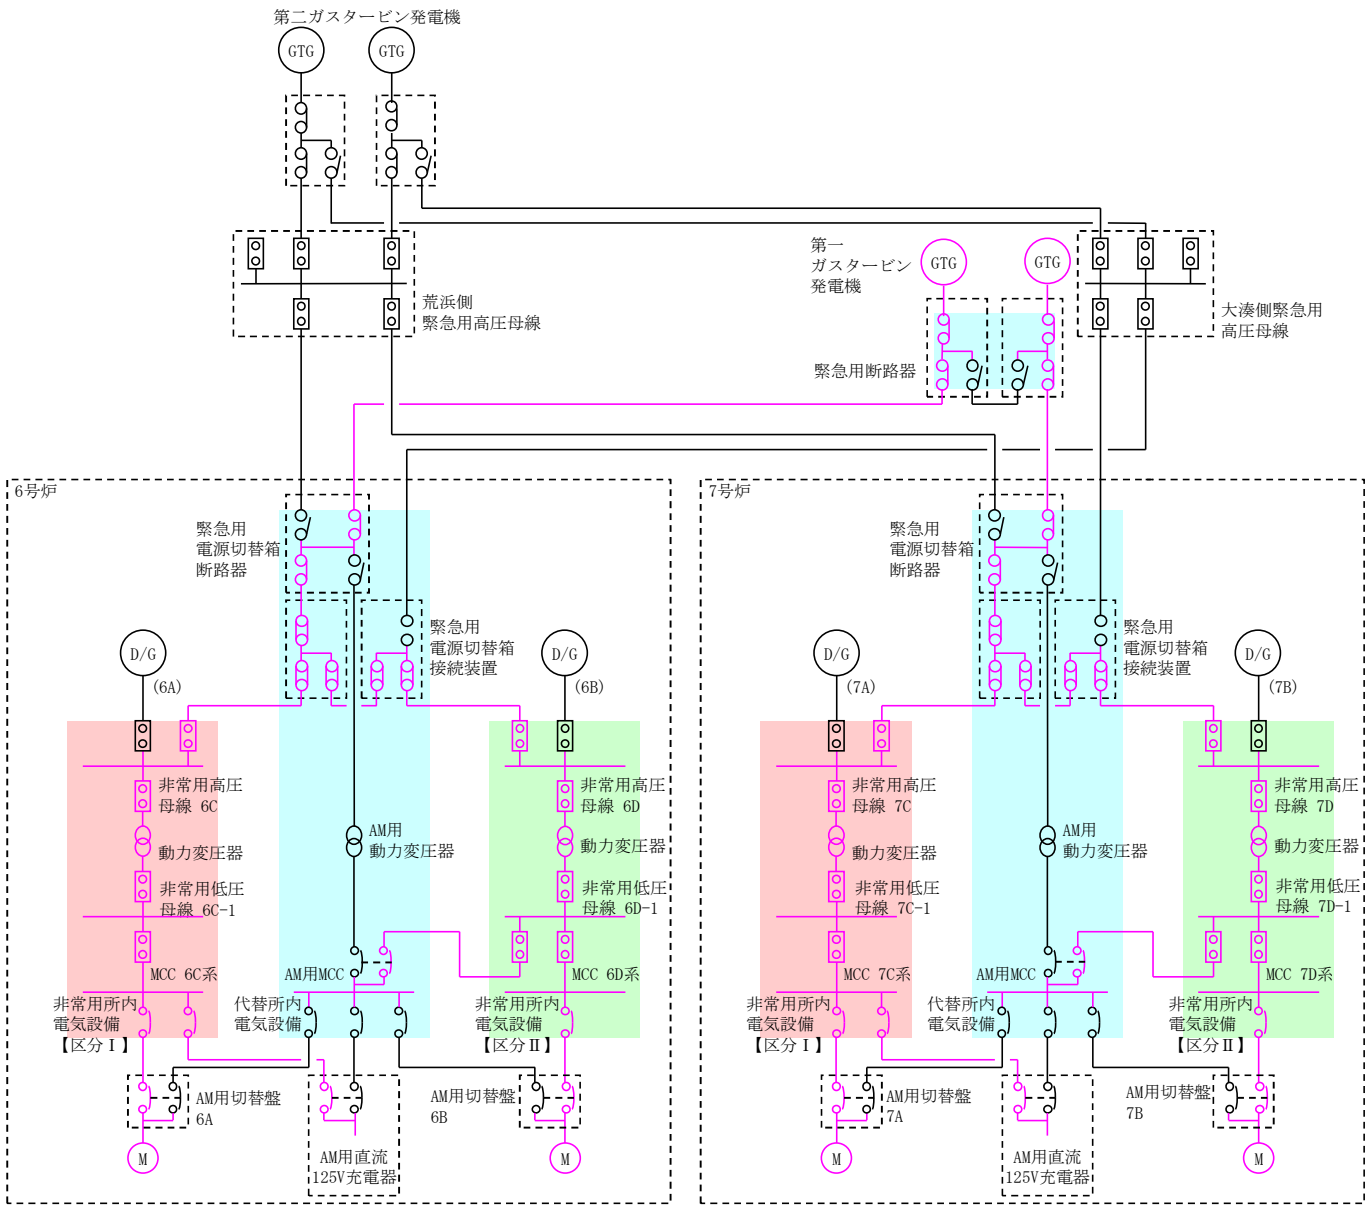 第二ガスタービン発電機
GTG
GTG
荒浜側
緊急用高圧母線
第一
ガスタービン
発電機
GTG
GTG
緊急用断路器
大湊側緊急用
高圧母線
6号炉
緊急用
電源切替箱
断路器
緊急用
電源切替箱
接続装置
D/G
(6A)
D/G
(6B)
非常用高圧
母線 6C
動力変圧器
非常用低圧
母線 6C-1
MCC 6C系
非常用所内
電気設備
【区分Ⅰ】
AM用
動力変圧器
AM用MCC
代替所内
電気設備
非常用高圧
母線 6D
動力変圧器
非常用低圧
母線 6D-1
MCC 6D系
非常用所内
電気設備
【区分Ⅱ】
AM用切替盤
6A
AM用切替盤
6B
M
AM用直流
125V充電器
M
7号炉
緊急用
電源切替箱
断路器
緊急用
電源切替箱
接続装置
D/G
(7A)
D/G
(7B)
非常用高圧
母線 7C
動力変圧器
非常用低圧
母線 7C-1
MCC 7C系
非常用所内
電気設備
【区分Ⅰ】
AM用
動力変圧器
AM用MCC
代替所内
電気設備
非常用高圧
母線 7D
動力変圧器
非常用低圧
母線 7D-1
MCC 7D系
非常用所内
電気設備
【区分Ⅱ】
AM用切替盤
7A
AM用切替盤
7B
M
AM用直流
125V充電器
M